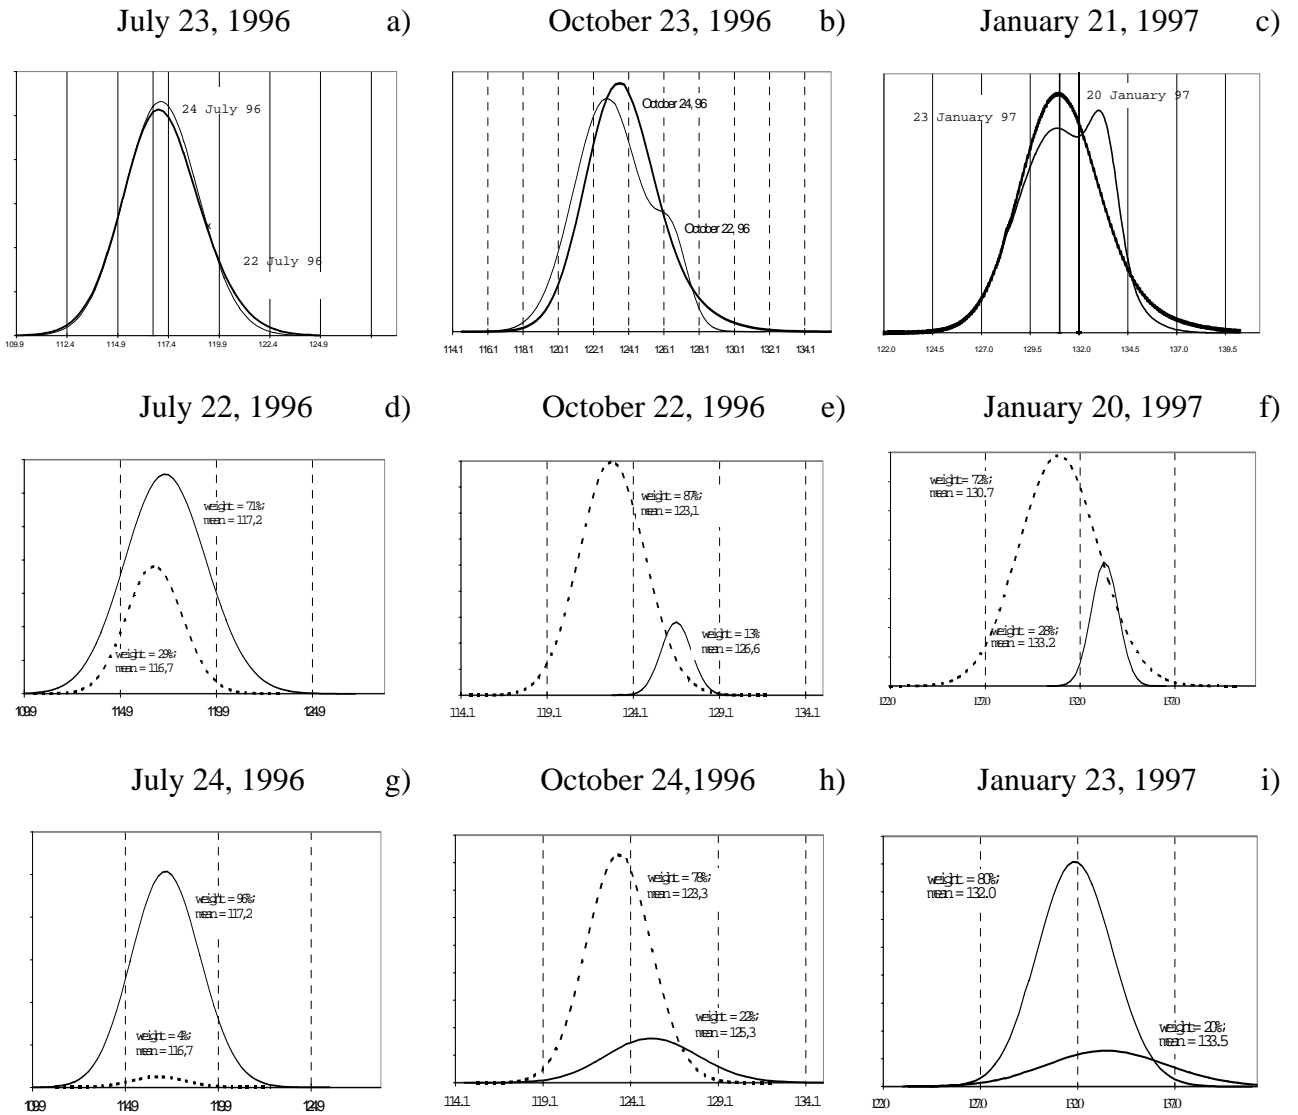 July 23, 1996 a)
October 23, 1996 b)
January 21, 1997 c)
24 July 96
22 July 96
109.9 112.4 114.9 117.4 119.9 122.4 124.9
October 24, 96
October 22, 96
114.1 116.1 118.1 120.1 122.1 124.1 126.1 128.1 130.1 132.1 134.1
20 January 97
23 January 97
122.0 124.5 127.0 129.5 132.0 134.5 137.0 139.5
July 22, 1996 d)
October 22, 1996 e)
January 20, 1997 f)
weight = 71%;
mean = 117,2
weight = 29%;
mean = 116,7
109.9 114.9 119.9 124.9
weight = 87%;
mean = 123,1
weight = 13%
mean = 126,6
114.1 119.1 124.1 129.1 134.1
weight = 72%;
mean = 130.7
weight = 28%;
mean = 133.2
122.0 127.0 132.0 137.0
July 24, 1996 g)
October 24,1996 h)
January 23, 1997 i)
weight = 96%;
mean = 117,2
weight = 4%;
mean = 116,7
109.9 114.9 119.9 124.9
weight = 78%;
mean = 123,3
weight = 22%;
mean = 125,3
114.1 119.1 124.1 129.1 134.1
weight = 80%;
mean = 132.0
weight = 20%;
mean = 133.5
122.0 127.0 132.0 137.0